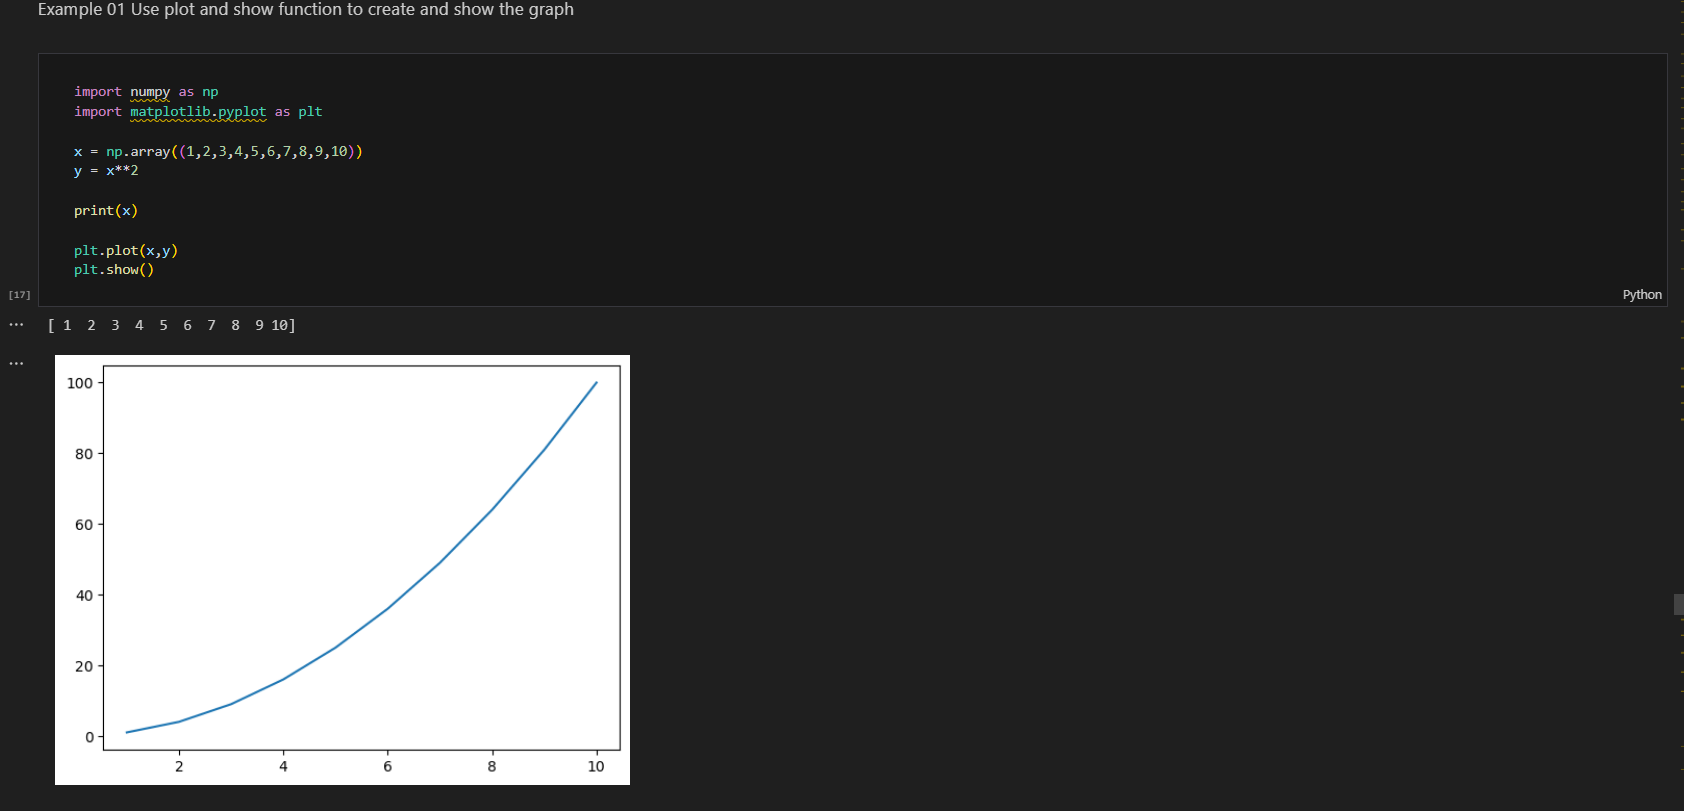 Example 01 Use plot and show function to create and show the graph
import numpy as np
import matplotlib.pyplot as plt
x = np.array((1,2,3,4,5,6,7,8,9,10))
y = x**2
print(x)
plt.plot(x,y)
plt.show()
[17]
Python
[ 1  2  3  4  5  6  7  8  9 10]
100
80
60
40
20
0
2 4 6 8 10